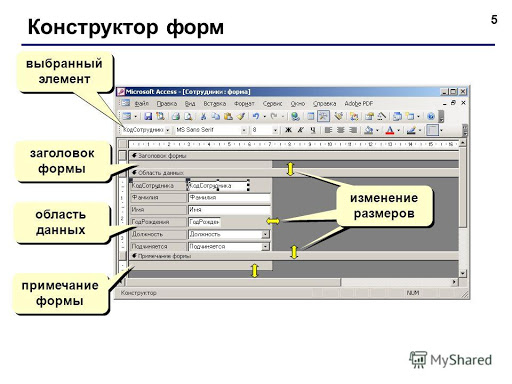 Конструктор форм
5
выбранный
элемент
Microsoft Access - [Сотрудники : форма]
Файл Правка Вид Вставка Формат Сервис Окно Справка Adobe PDF
КодСотрудник MS Sans Serif 8 Ж К Ч
заголовок
формы
Заголовок формы
Область данных
КодСотрудника КодСотрудника
Фамилия Фамилия
Имя Имя
ГодРождения ГодРожден
Должность Должность
Подчиняется Подчиняется
Примечание формы
изменение
размеров
область
данных
примечание
формы
Конструктор NUM
MyShared